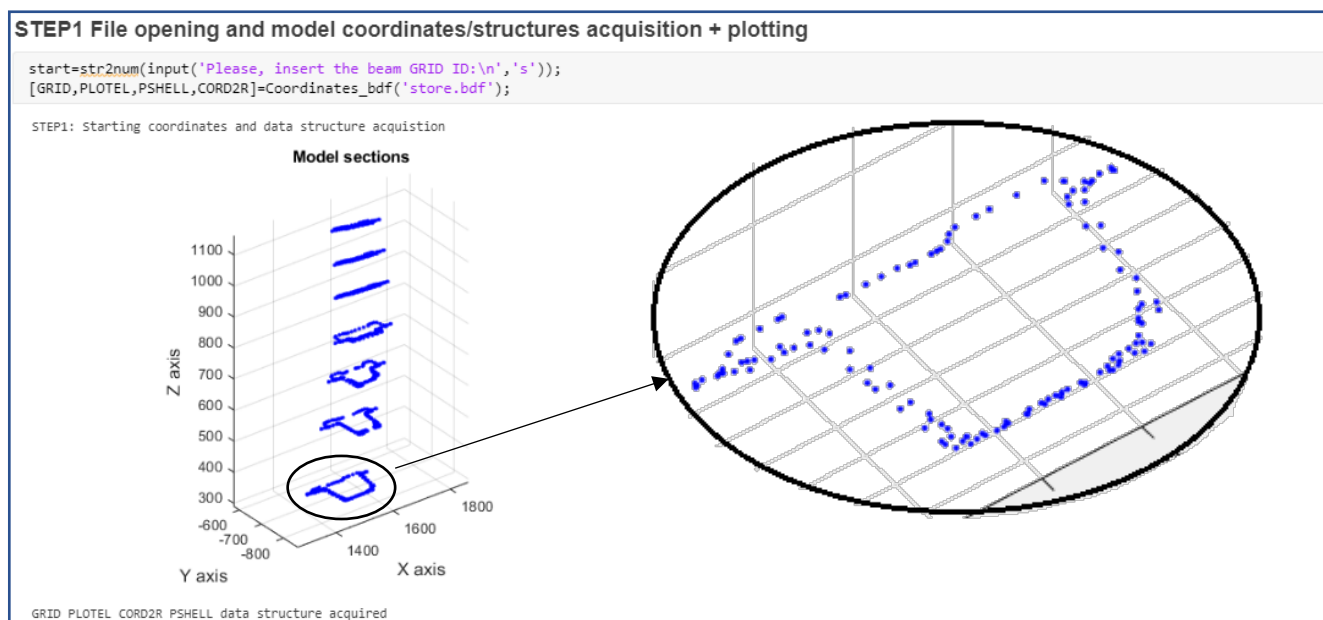 STEP1 File opening and model coordinates/structures acquisition + plotting
start=str2num(input('Please, insert the beam GRID ID:\n','s'));
[GRID,PLOTEL,PSHELL,CORD2R]=Coordinates_bdf('store.bdf');
STEP1: Starting coordinates and data structure acquistion
Model sections
1100
1000
900
800
700
600
500
400
300
Z axis
-600
-700
-800
Y axis
1400
1600
1800
X axis
GRID PLOTEL CORD2R PSHELL data structure acquired